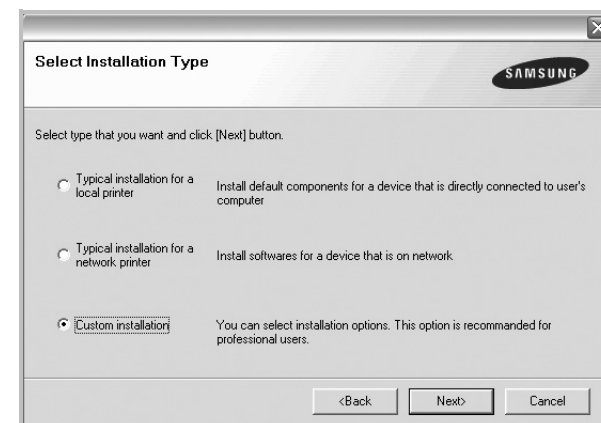 Select Installation Type
SAMSUNG
Select type that you want and click [Next] button.
Typical installation for a
local printer
Install default components for a device that is directly connected to user's
computer
Typical installation for a
network printer
Install softwares for a device that is on network
Custom installation
You can select installation options. This option is recommanded for
professional users.
<Back
Next>
Cancel